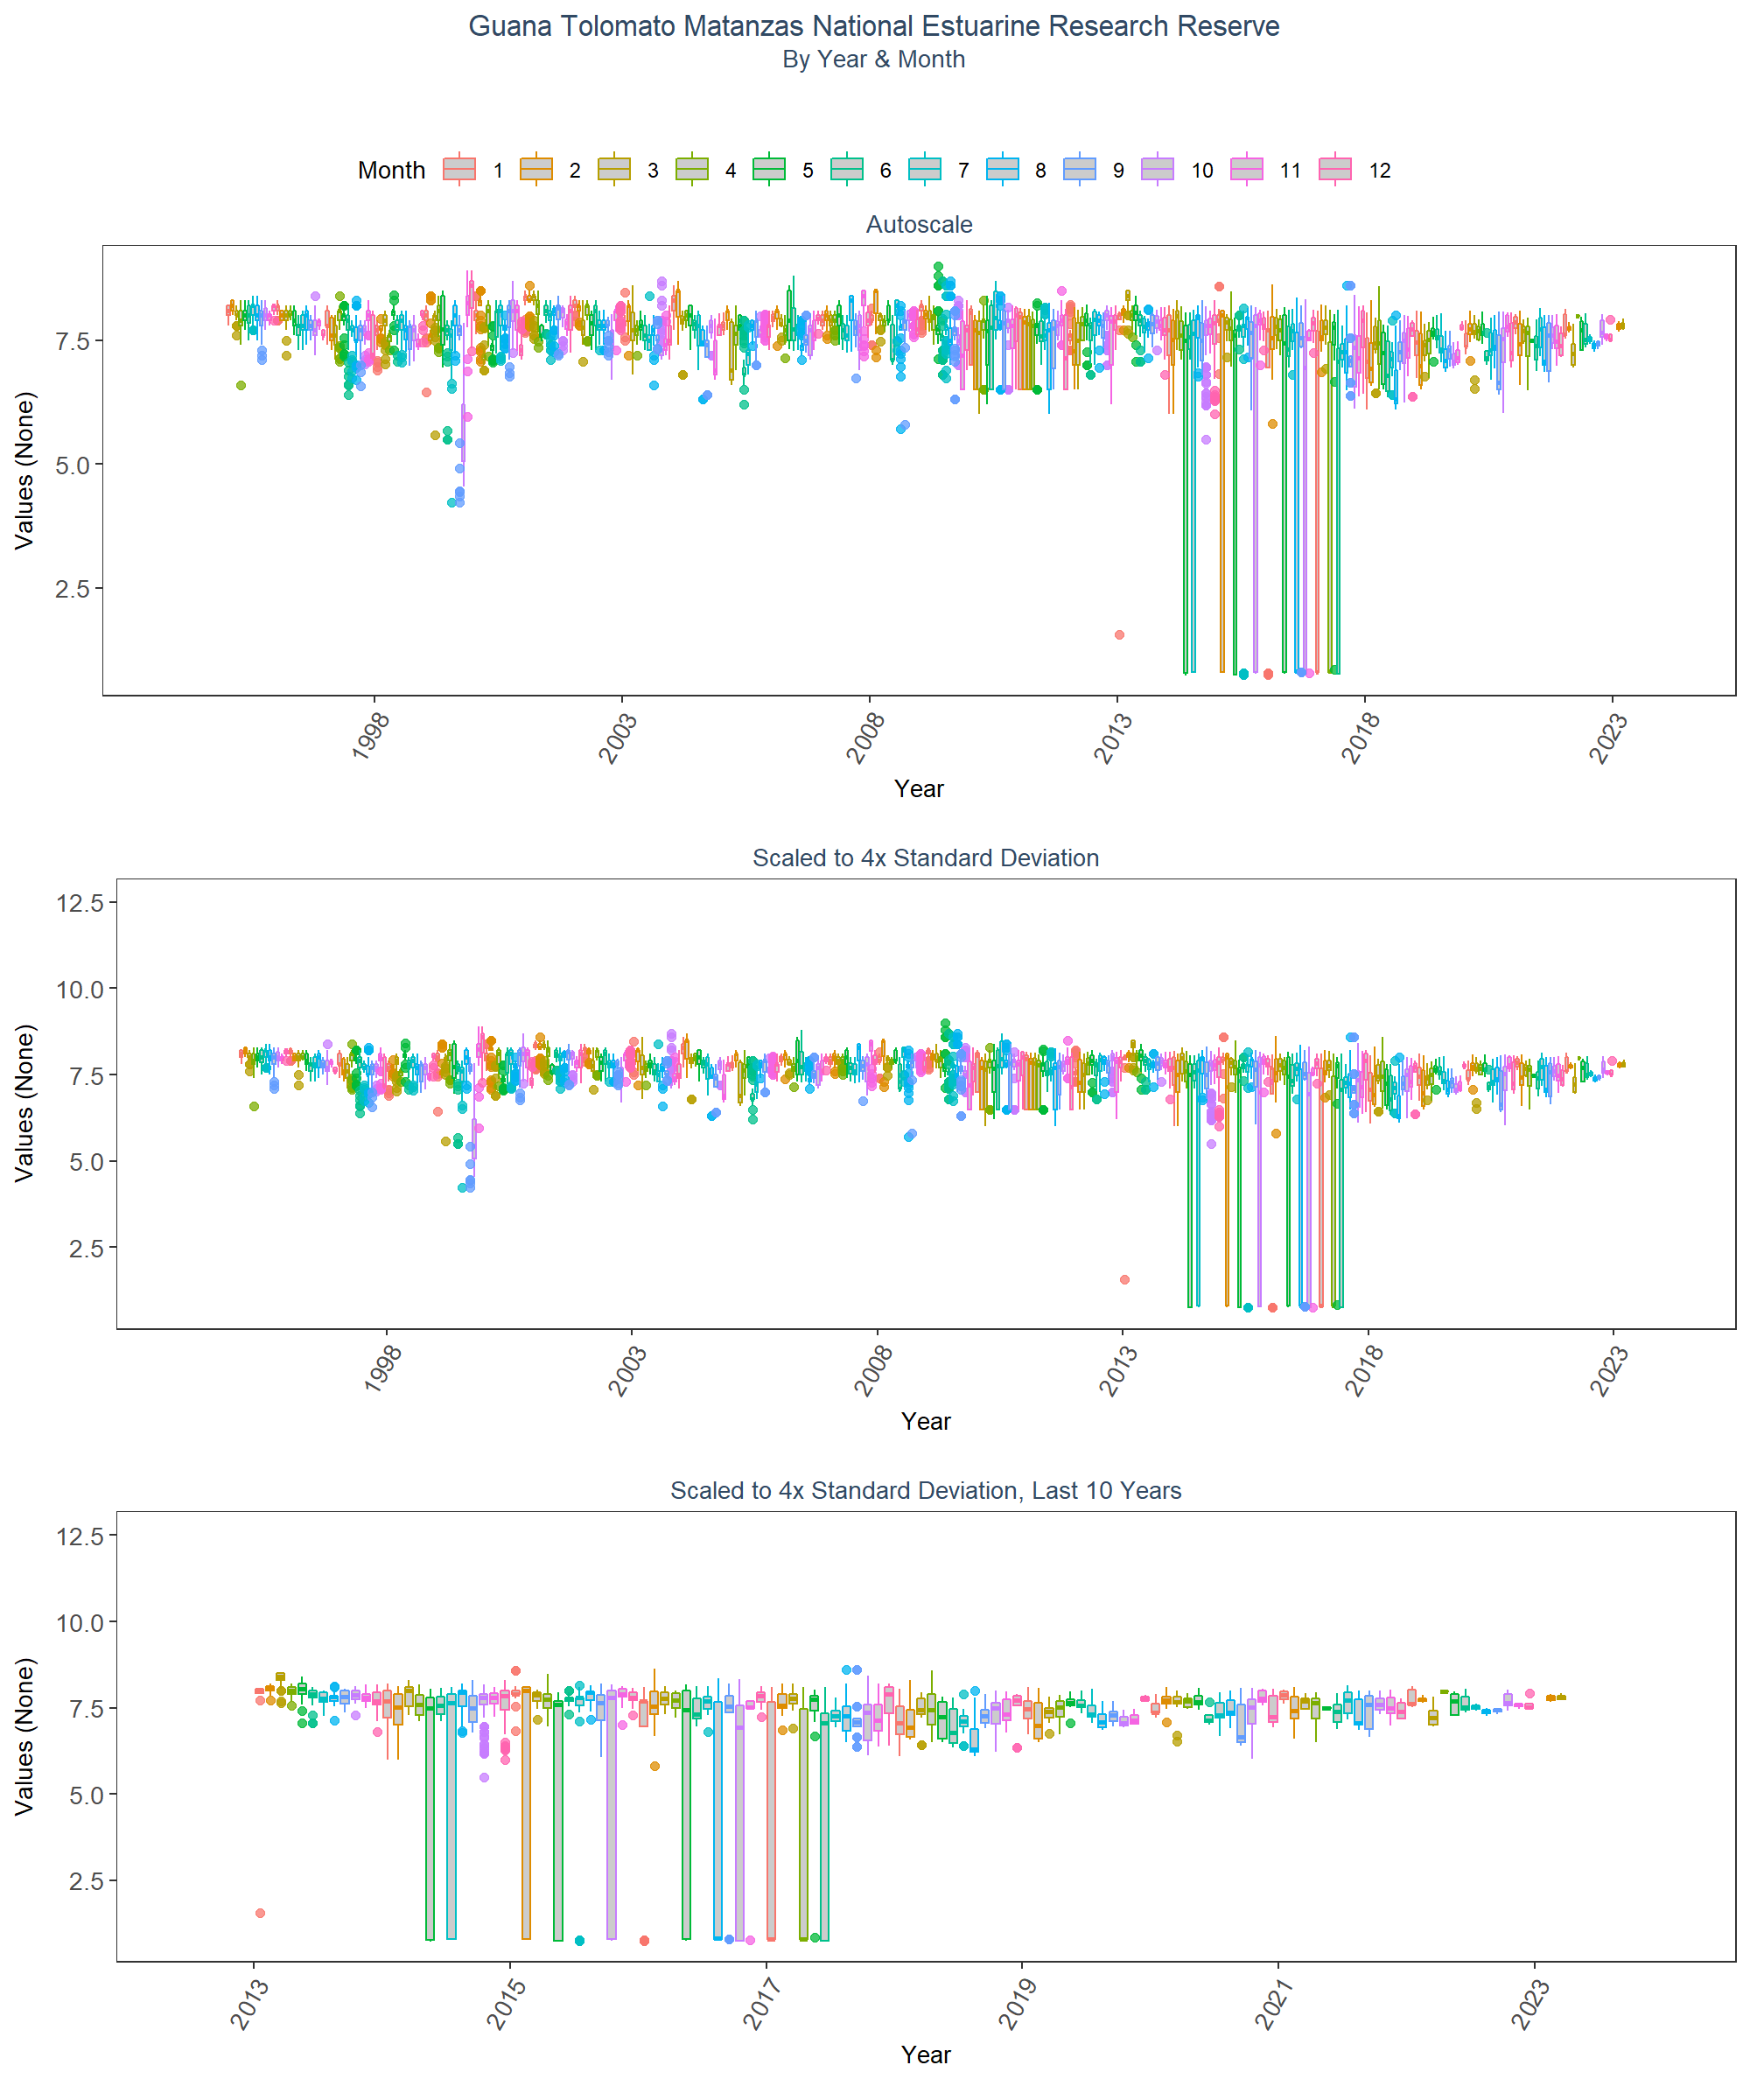 Guana Tolomato Matanzas National Estuarine Research Reserve
By Year & Month
Month 1 2 3 4 5 6 7 8 9 10 11 12
Autoscale
Values (None)
7.5
5.0
2.5
1998 2003 2008 2013 2018 2023
Year
Scaled to 4x Standard Deviation
Values (None)
12.5
10.0
7.5
5.0
2.5
1998 2003 2008 2013 2018 2023
Year
Scaled to 4x Standard Deviation, Last 10 Years
Values (None)
12.5
10.0
7.5
5.0
2.5
2013 2015 2017 2019 2021 2023
Year